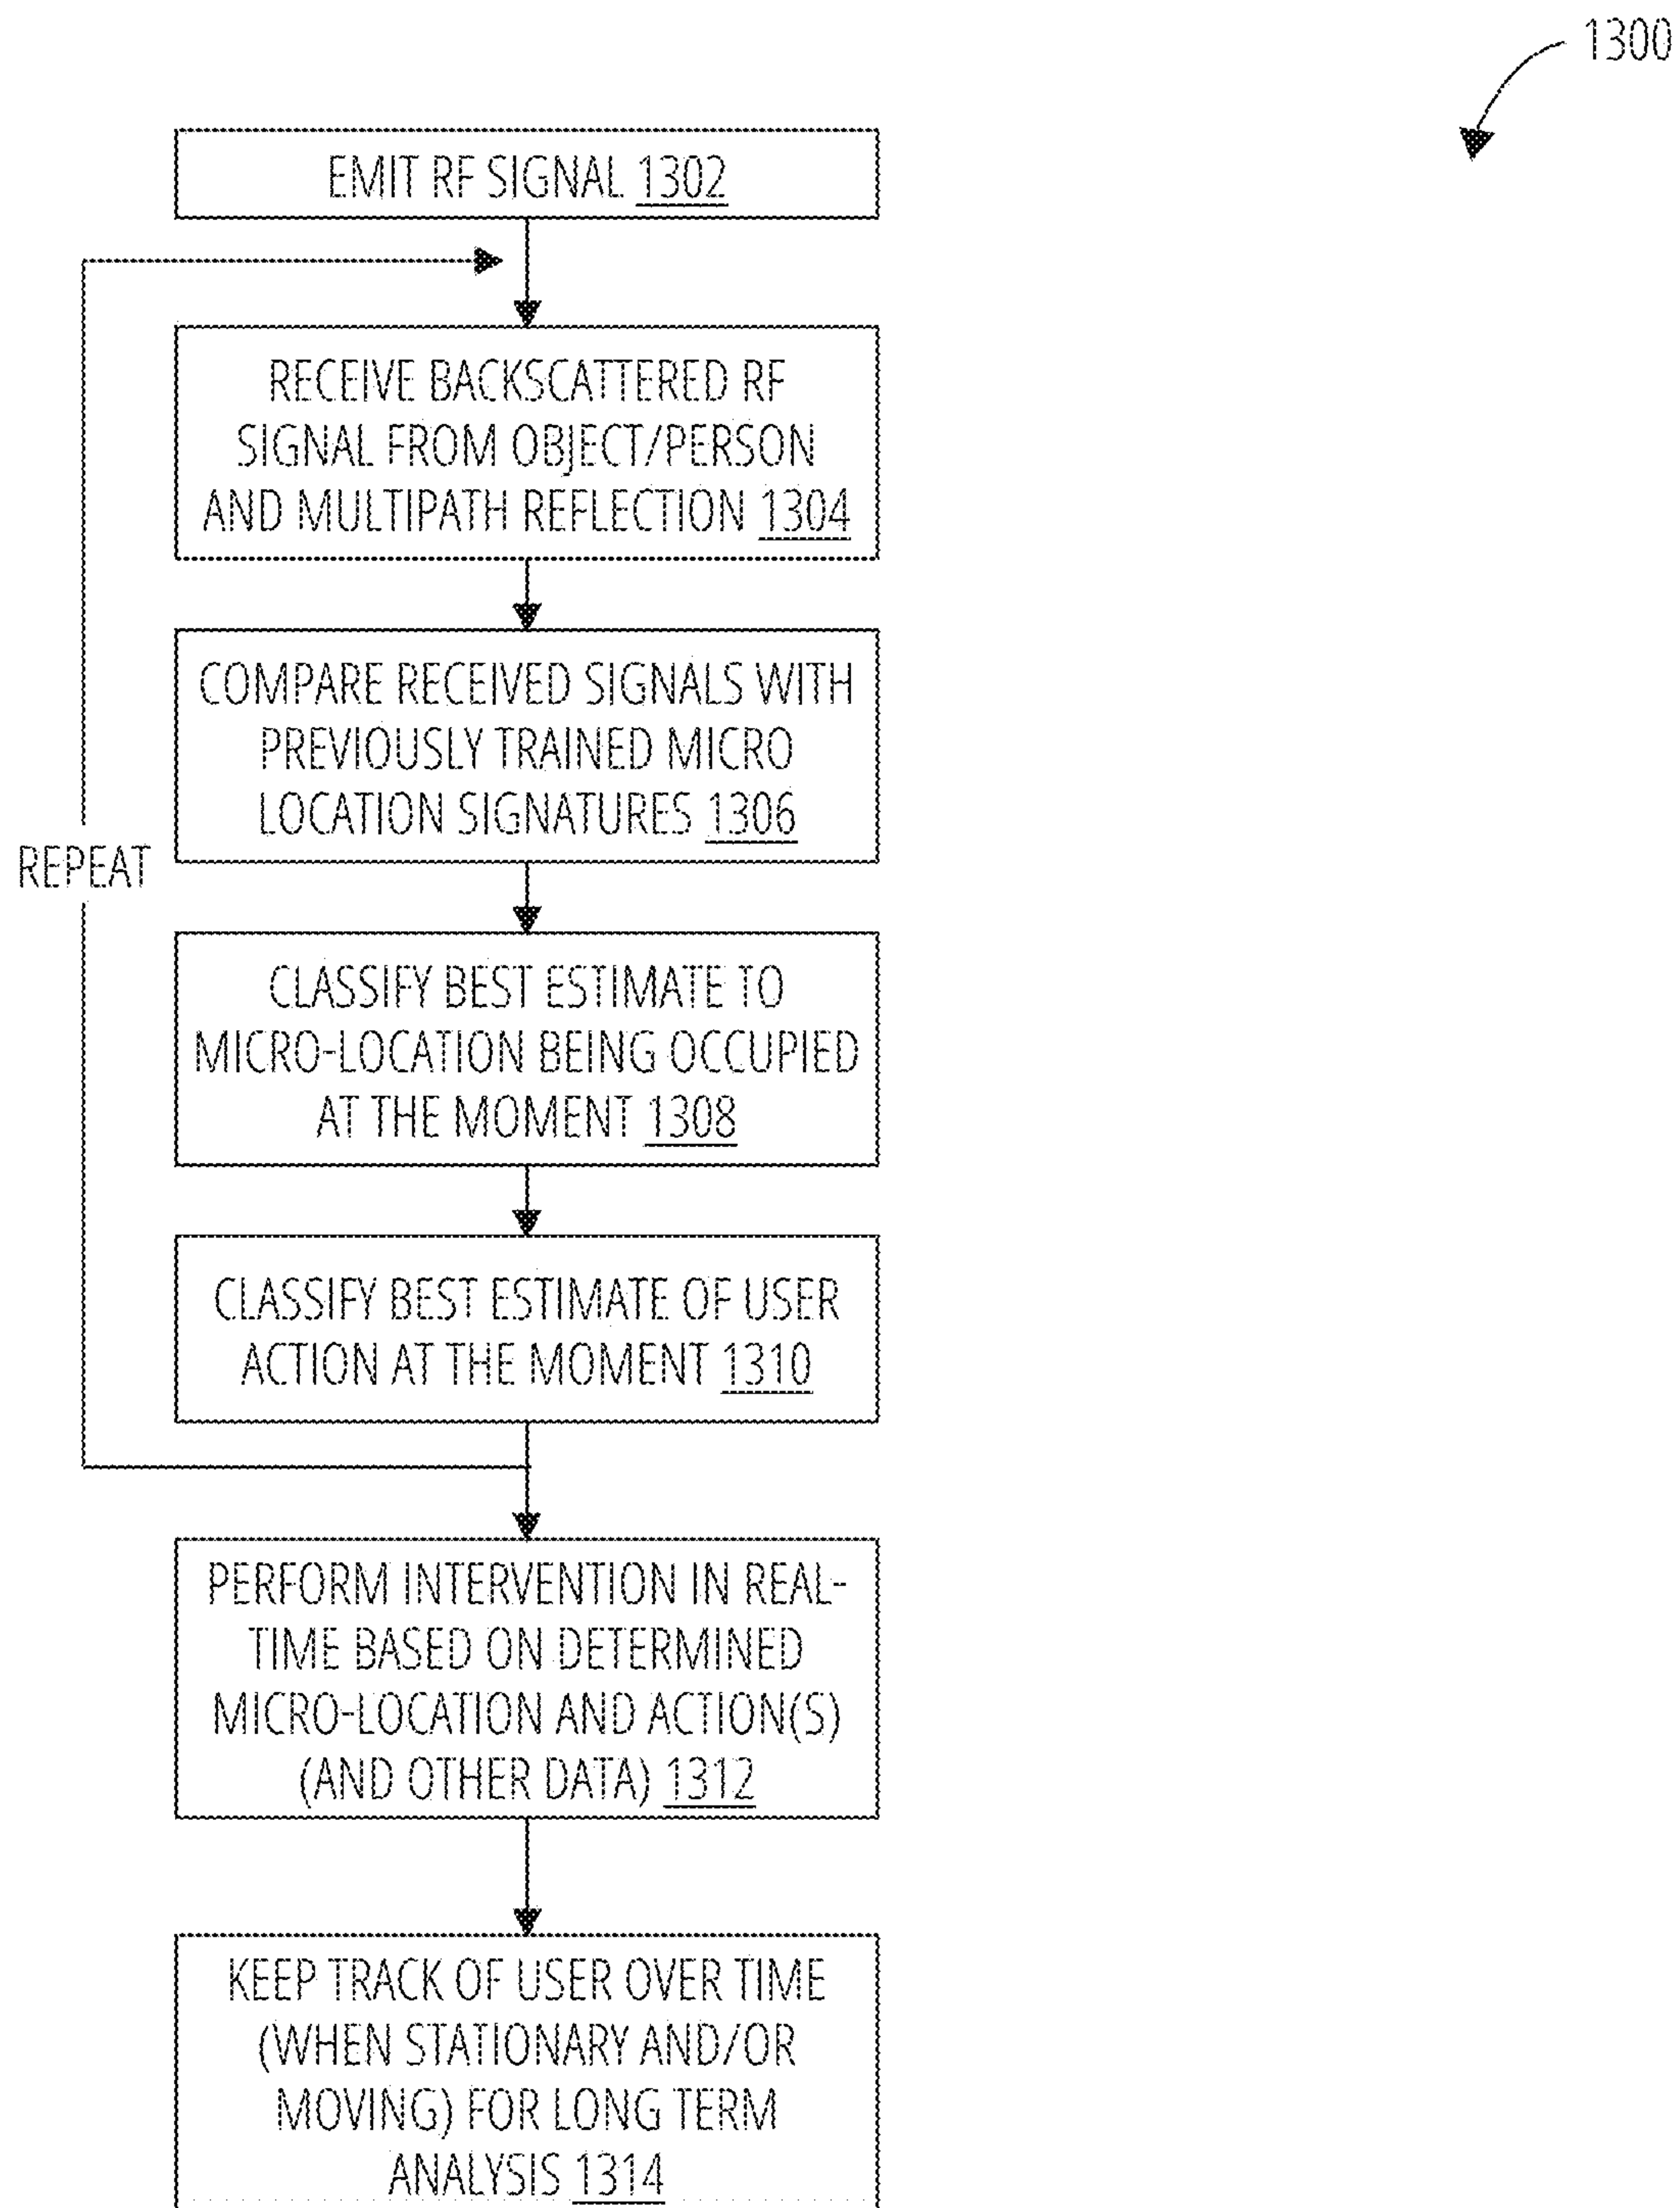 1300
EMIT RF SIGNAL 1302
RECEIVE BACKSCATTERED RF
SIGNAL FROM OBJECT/PERSON
AND MULTIPATH REFLECTION 1304
COMPARE RECEIVED SIGNALS WITH
PREVIOUSLY TRAINED MICRO
LOCATION SIGNATURES 1306
REPEAT
CLASSIFY BEST ESTIMATE TO
MICRO-LOCATION BEING OCCUPIED
AT THE MOMENT 1308
CLASSIFY BEST ESTIMATE OF USER
ACTION AT THE MOMENT 1310
PERFORM INTERVENTION IN REAL-
TIME BASED ON DETERMINED
MICRO-LOCATION AND ACTION(S)
(AND OTHER DATA) 1312
KEEP TRACK OF USER OVER TIME
(WHEN STATIONARY AND/OR
MOVING) FOR LONG TERM
ANALYSIS 1314